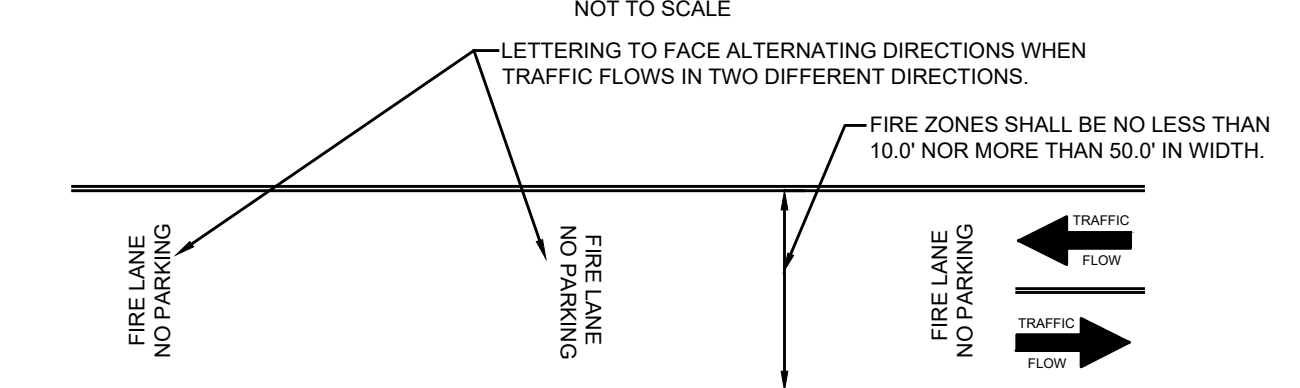 NOT TO SCALE
LETTERING TO FACE ALTERNATING DIRECTIONS WHEN
TRAFFIC FLOWS IN TWO DIFFERENT DIRECTIONS.
FIRE ZONES SHALL BE NO LESS THAN
10.0' NOR MORE THAN 50.0' IN WIDTH.
FIRE LANE
NO PARKING
FIRE LANE
NO PARKING
FIRE LANE
NO PARKING
TRAFFIC
FLOW
TRAFFIC
FLOW